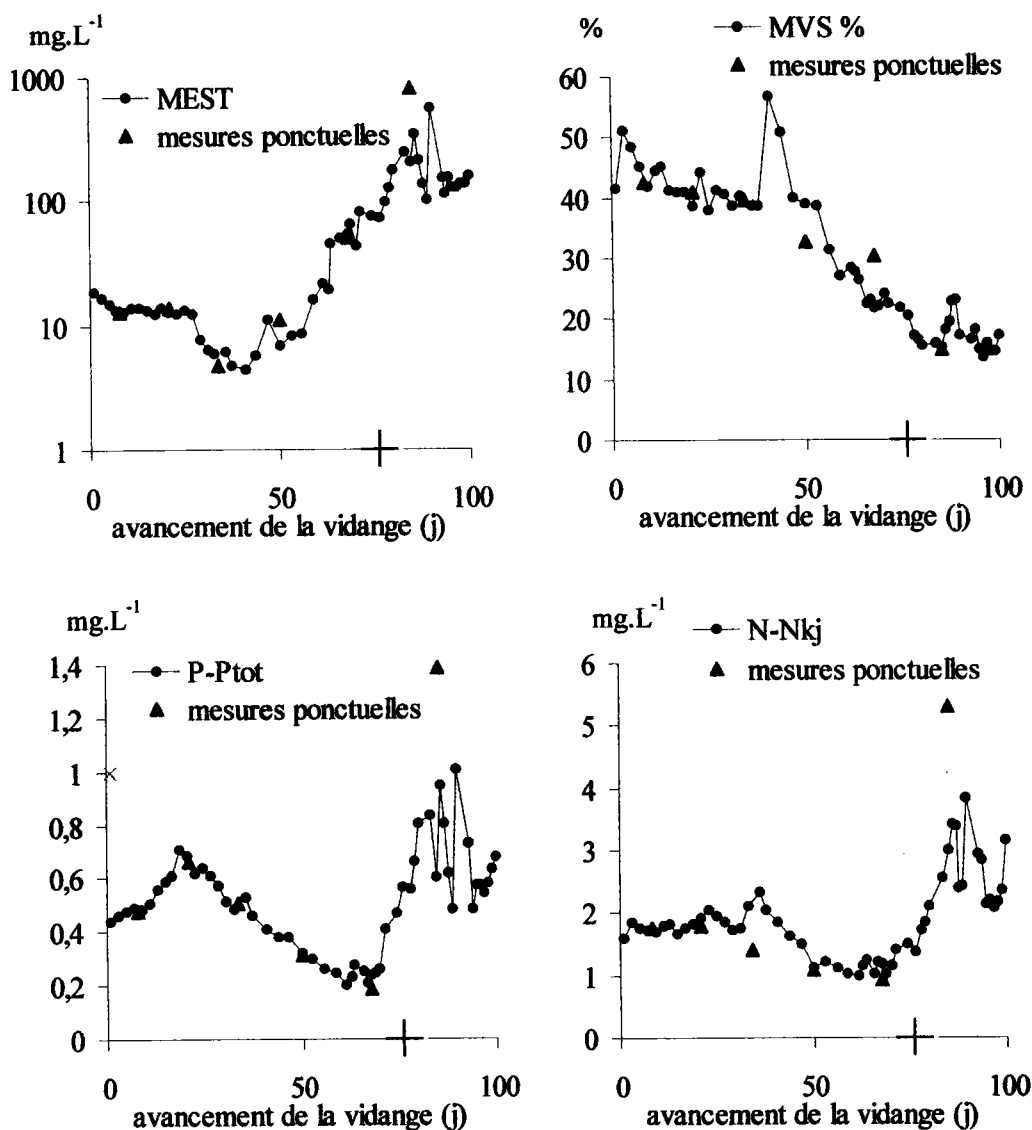 mg.L⁻¹
MEST
mesures ponctuelles
1000
100
10
1
0 50 100
avancement de la vidange (j)
%
MVS %
mesures ponctuelles
60
50
40
30
20
10
0
0 50 100
avancement de la vidange (j)
mg.L⁻¹
P-Ptot
mesures ponctuelles
1,4
1,2
1
0,8
0,6
0,4
0,2
0
0 50 100
avancement de la vidange (j)
mg.L⁻¹
N-Nkj
mesures ponctuelles
6
5
4
3
2
1
0
0 50 100
avancement de la vidange (j)